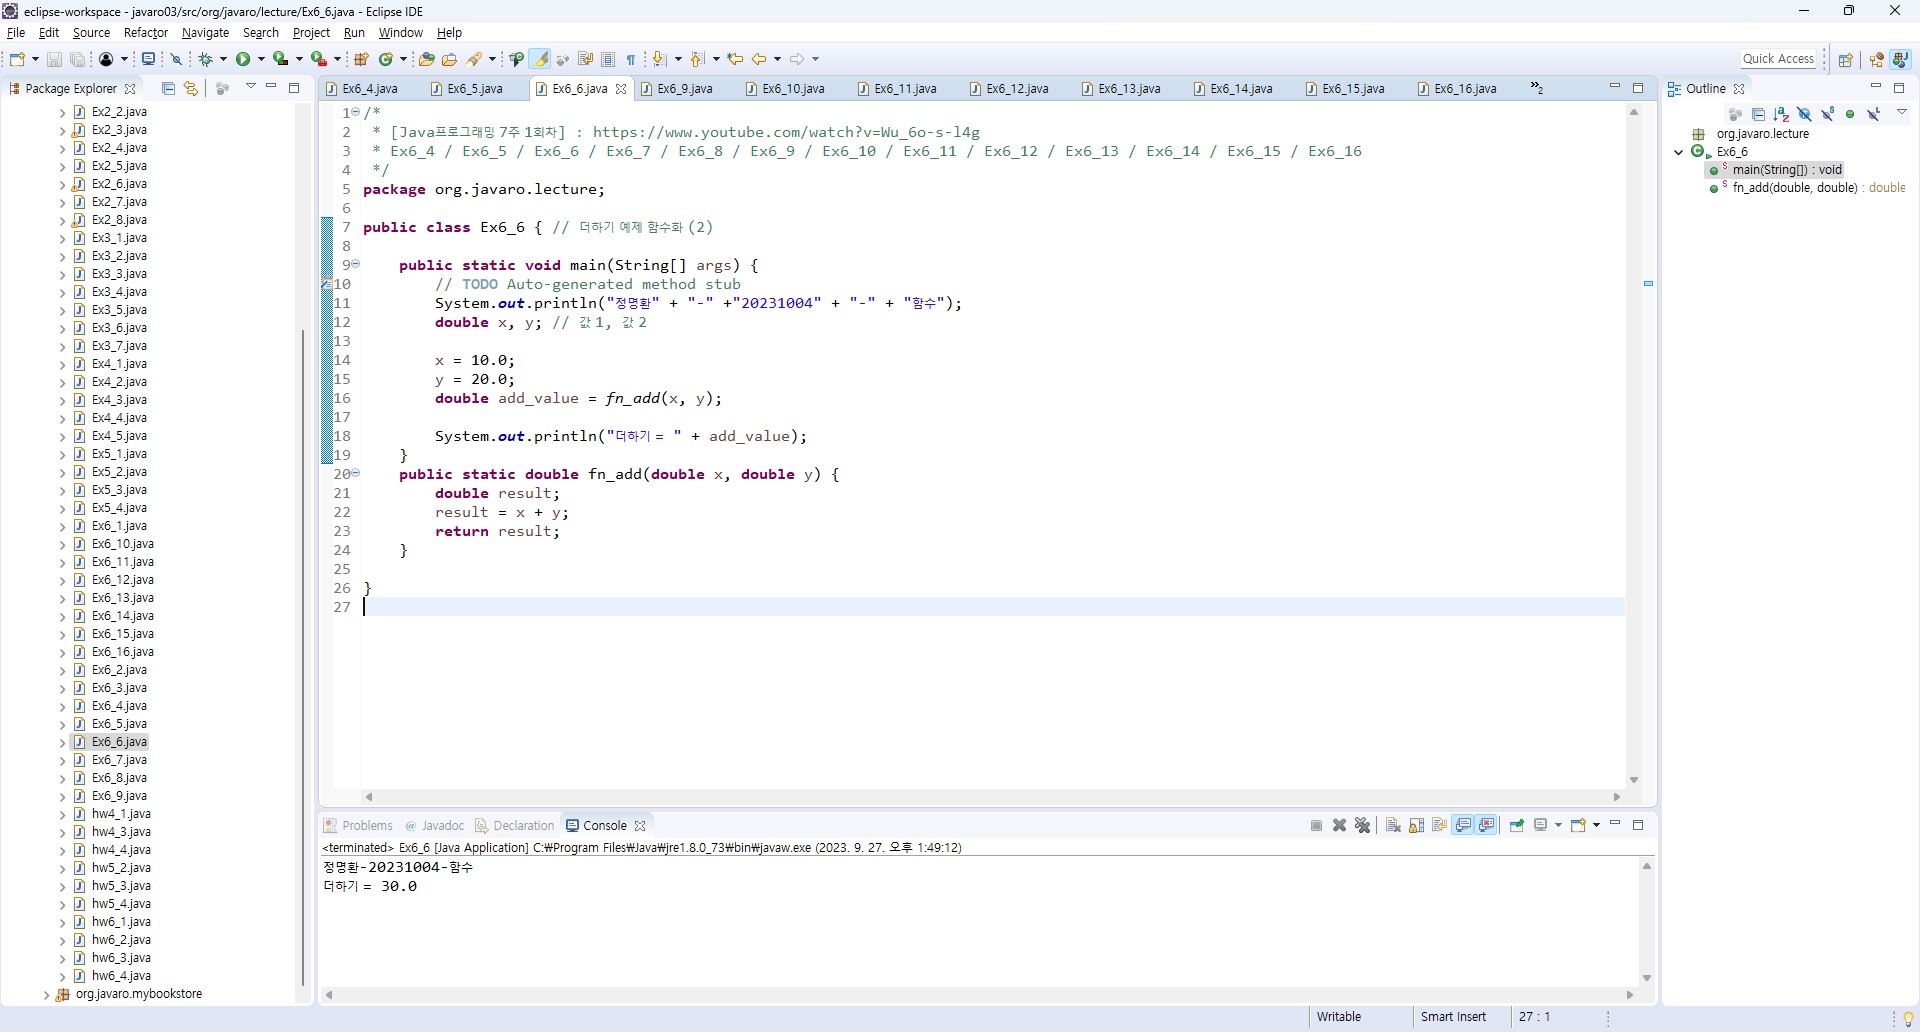 eclipse-workspace - javaro03/src/org/javaro/lecture/Ex6_6.java - Eclipse IDE
File Edit Source Refactor Navigate Search Project Run Window Help
Quick Access
Package Explorer
Ex2_2.java
Ex2_3.java
Ex2_4.java
Ex2_5.java
Ex2_6.java
Ex2_7.java
Ex2_8.java
Ex3_1.java
Ex3_2.java
Ex3_3.java
Ex3_4.java
Ex3_5.java
Ex3_6.java
Ex3_7.java
Ex4_1.java
Ex4_2.java
Ex4_3.java
Ex4_4.java
Ex4_5.java
Ex5_1.java
Ex5_2.java
Ex5_3.java
Ex5_4.java
Ex6_1.java
Ex6_10.java
Ex6_11.java
Ex6_12.java
Ex6_13.java
Ex6_14.java
Ex6_15.java
Ex6_16.java
Ex6_2.java
Ex6_3.java
Ex6_4.java
Ex6_5.java
Ex6_6.java
Ex6_7.java
Ex6_8.java
Ex6_9.java
hw4_1.java
hw4_3.java
hw4_4.java
hw5_2.java
hw5_3.java
hw5_4.java
hw6_1.java
hw6_2.java
hw6_3.java
hw6_4.java
org.javaro.mybookstore
Ex6_4.java Ex6_5.java Ex6_6.java Ex6_9.java Ex6_10.java Ex6_11.java Ex6_12.java Ex6_13.java Ex6_14.java Ex6_15.java Ex6_16.java »2
1 /*
2 * [Java프로그래밍 7주 1회차] : https://www.youtube.com/watch?v=Wu_6o-s-l4g
3 * Ex6_4 / Ex6_5 / Ex6_6 / Ex6_7 / Ex6_8 / Ex6_9 / Ex6_10 / Ex6_11 / Ex6_12 / Ex6_13 / Ex6_14 / Ex6_15 / Ex6_16
4 */
5 package org.javaro.lecture;
6
7 public class Ex6_6 { // 더하기 예제 함수화 (2)
8
9 public static void main(String[] args) {
10 // TODO Auto-generated method stub
11 System.out.println("정명환" + "-" +"20231004" + "-" + "함수");
12 double x, y; // 값 1, 값 2
13
14 x = 10.0;
15 y = 20.0;
16 double add_value = fn_add(x, y);
17
18 System.out.println("더하기 = " + add_value);
19 }
20 public static double fn_add(double x, double y) {
21 double result;
22 result = x + y;
23 return result;
24 }
25
26 }
27
Problems Javadoc Declaration Console
<terminated> Ex6_6 [Java Application] C:₩Program Files₩Java₩jre1.8.0_73₩bin₩javaw.exe (2023. 9. 27. 오후 1:49:12)
정명환-20231004-함수
더하기 = 30.0
Outline
org.javaro.lecture
Ex6_6
main(String[]) : void
fn_add(double, double) : double
Writable Smart Insert 27 : 1